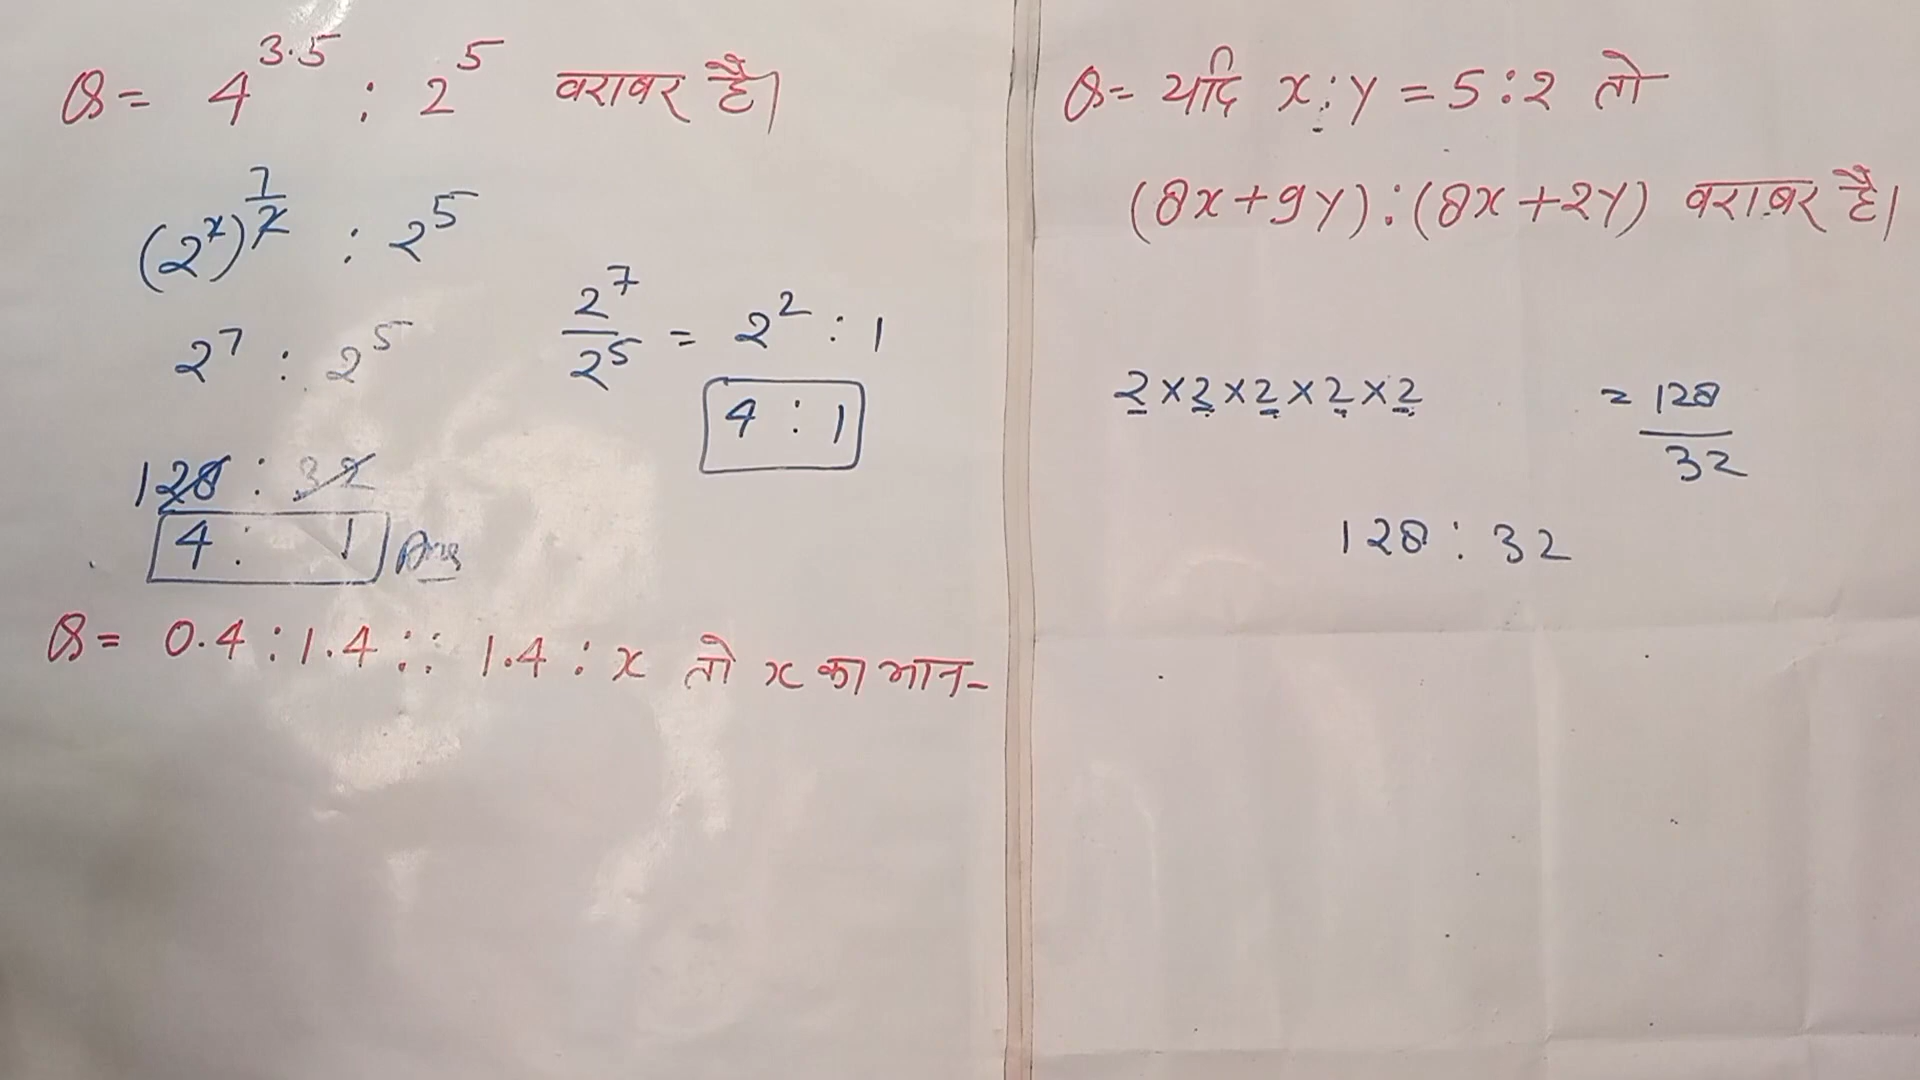 Q= 4^3.5 : 2^5 बराबर है।
(2^2)^7/2 : 2^5
2^7 : 2^5
2^7/2^5 = 2^2 : 1
4 : 1
128 : 32
4 : 1 Ans
Q= 0.4 : 1.4 :: 1.4 : x तो x का मान-
Q= यदि x : y = 5 : 2 तो
(8x+9y) : (8x+2y) बराबर है।
2×2×2×2×2 = 128/32
128 : 32